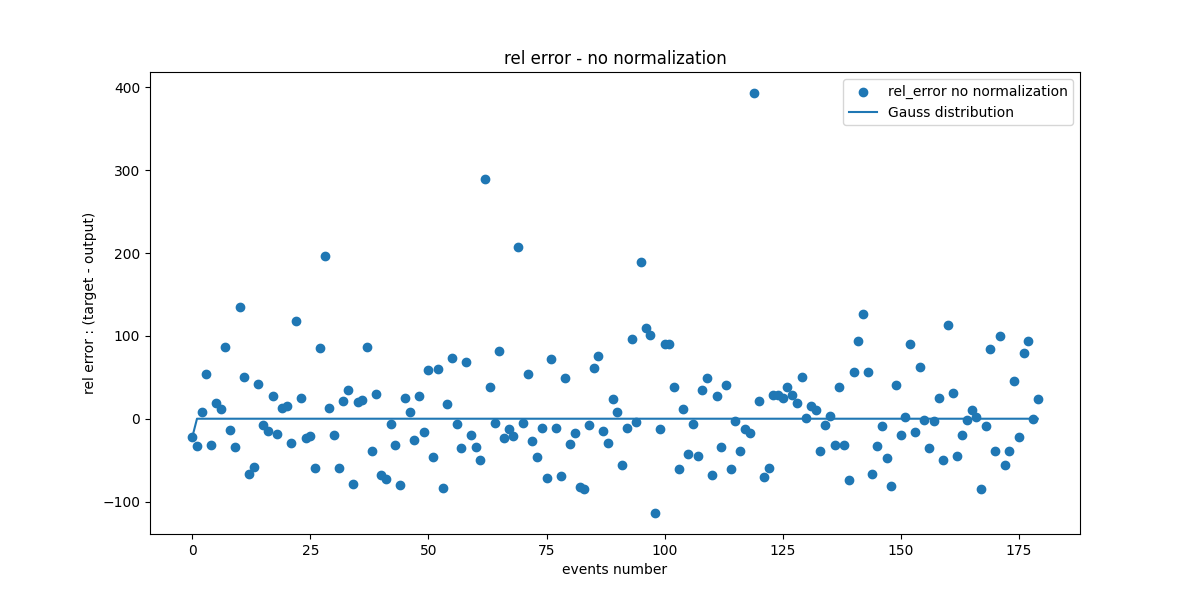 rel error - no normalization
rel_error no normalization
Gauss distribution
rel error : (target - output)
400
300
200
100
0
−100
0 25 50 75 100 125 150 175
events number